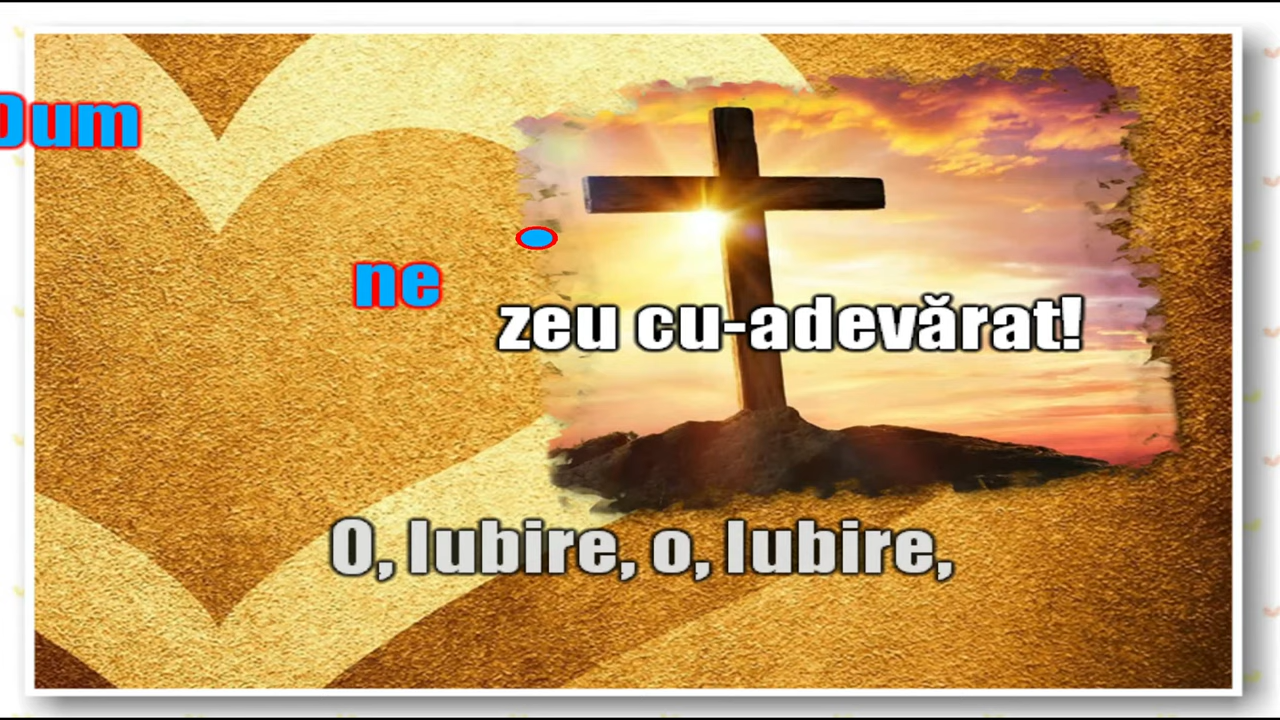 Dum
ne
zeu cu-adevărat!
O, Iubire, o, Iubire,